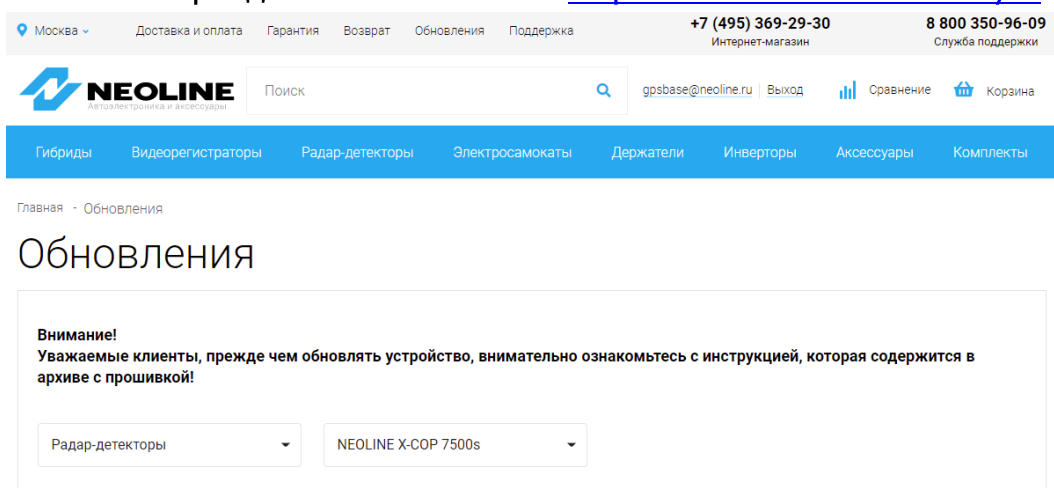 Москва
Доставка и оплата
Гарантия
Возврат
Обновления
Поддержка
+7 (495) 369-29-30
Интернет-магазин
8 800 350-96-09
Служба поддержки
NEOLINE
Автоэлектроника и аксессуары
Поиск
gpsbase@neoline.ru
Выход
Сравнение
Корзина
Гибриды
Видеорегистраторы
Радар-детекторы
Электросамокаты
Держатели
Инверторы
Аксессуары
Комплекты
Главная - Обновления
Обновления
Внимание!
Уважаемые клиенты, прежде чем обновлять устройство, внимательно ознакомьтесь с инструкцией, которая содержится в
архиве с прошивкой!
Радар-детекторы
NEOLINE X-COP 7500s